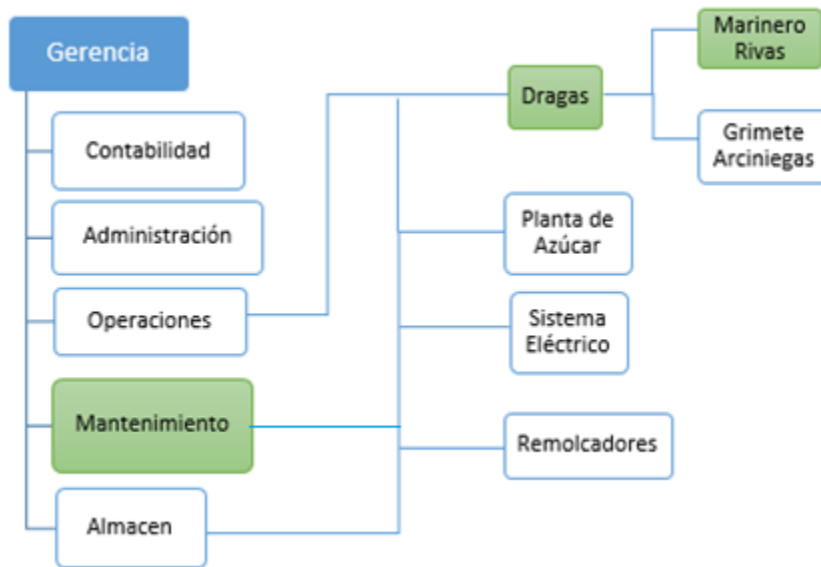 Gerencia
Contabilidad
Administración
Operaciones
Mantenimiento
Almacen
Dragas
Planta de
Azúcar
Sistema
Eléctrico
Remolcadores
Marinero
Rivas
Grimete
Arciniegas